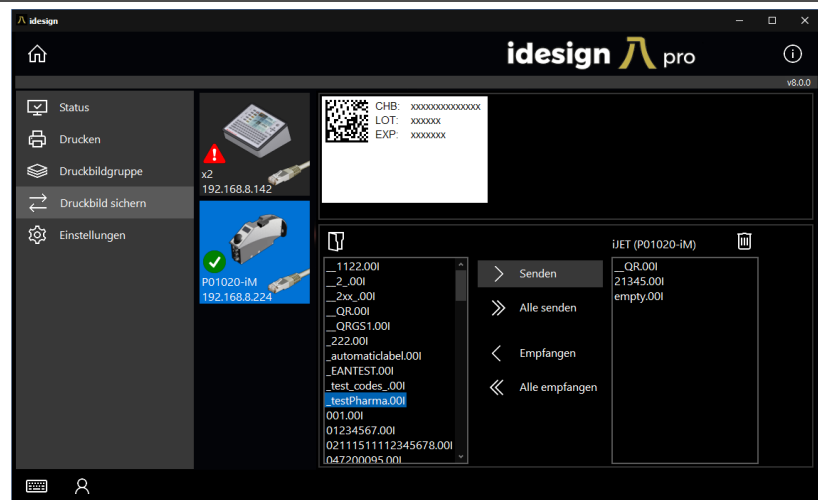 idesign
idesign pro
v8.0.0
Status
Drucken
Druckbildgruppe
Druckbild sichern
Einstellungen
x2
192.168.8.142
P01020-iM
192.168.8.224
CHB: xxxxxxxxxxxxx
LOT: xxxxxx
EXP: xxxxxxx
__1122.00I
__2_.00I
__2xx_.00I
__QR.00I
__QRGS1.00I
_222.00I
_automaticlabel.00I
_EANTEST.00I
_test_codes_.00I
_testPharma.00I
001.00I
01234567.00I
02111511112345678.00I
047200095.00I
Senden
Alle senden
Empfangen
Alle empfangen
iJET (P01020-iM)
__QR.00I
21345.00I
empty.00I